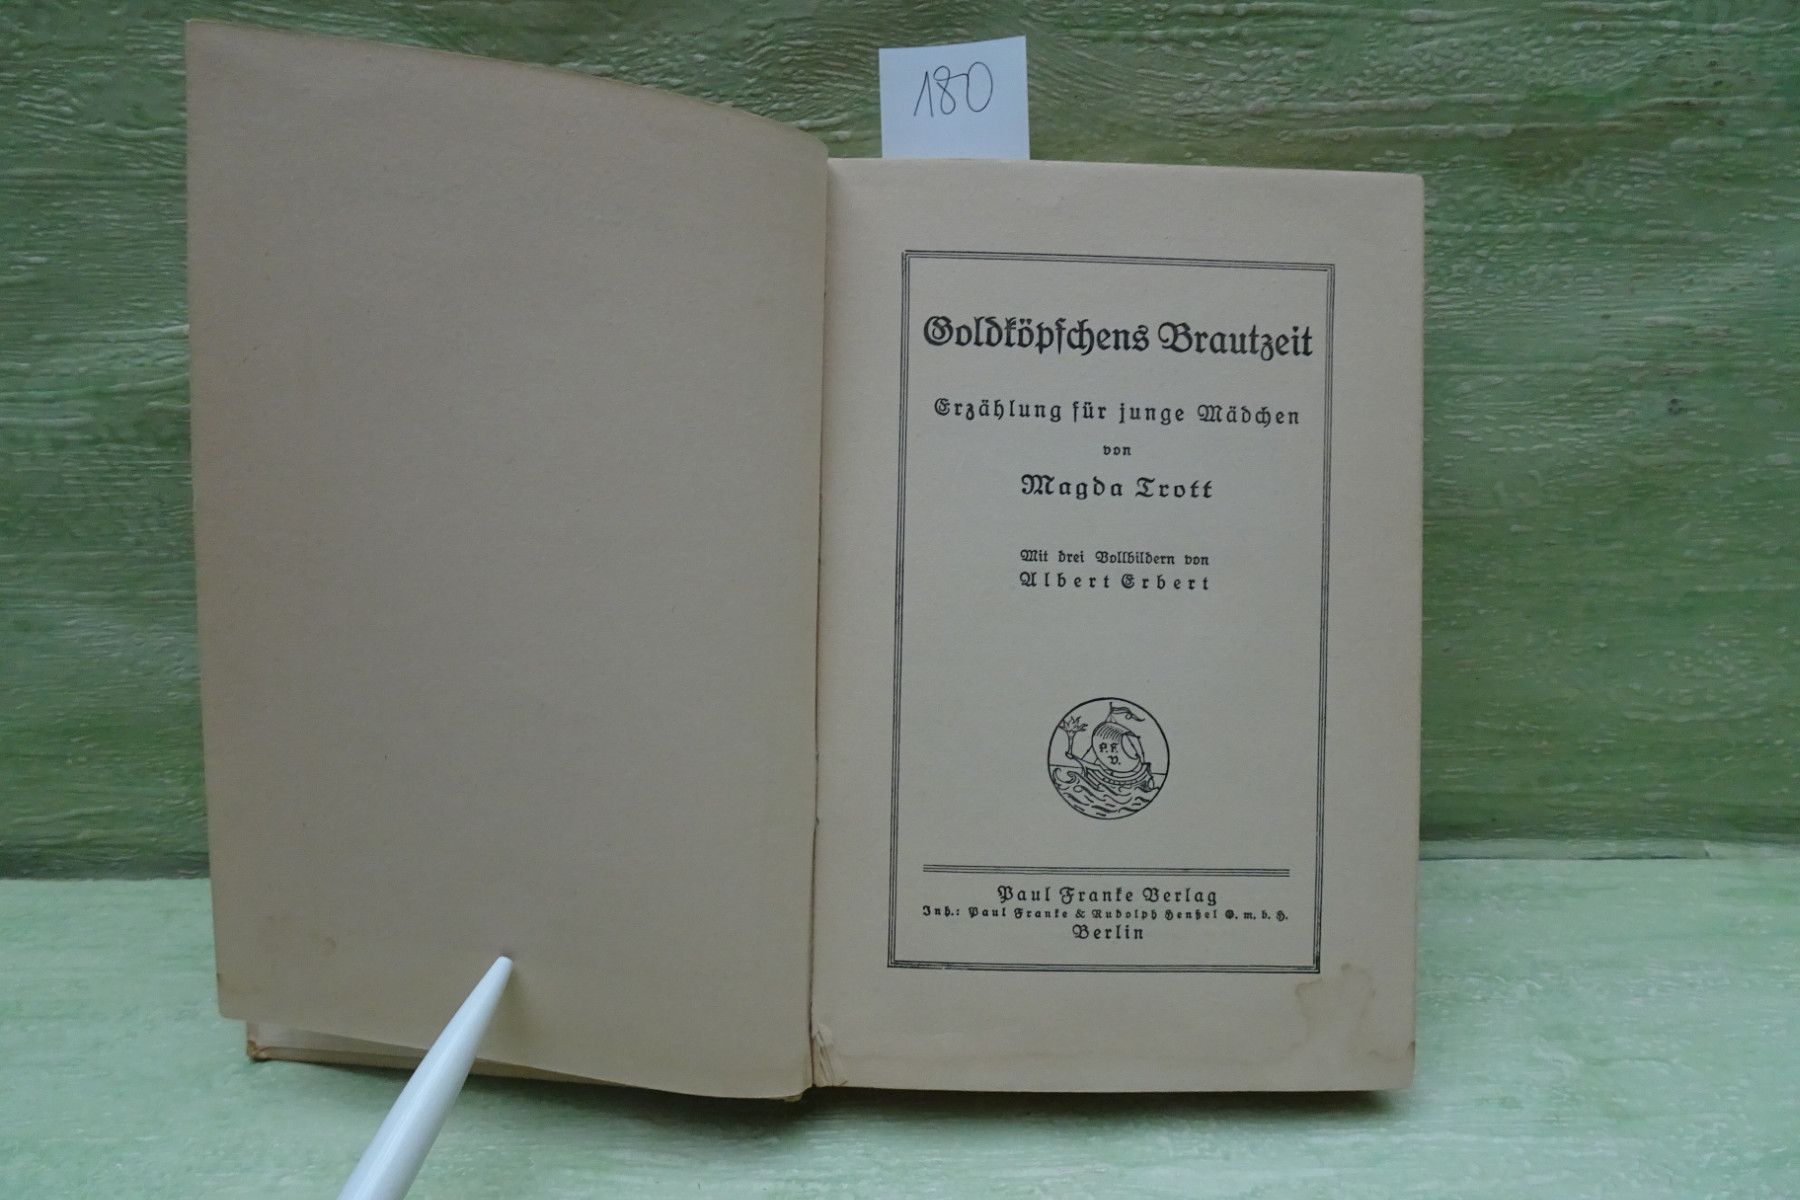 180
Goldköpfchens Brautzeit
Erzählung für junge Mädchen
von
Magda Trott
Mit drei Vollbildern von
Albert Erbert
P. F.
V.
Paul Franke Verlag
Inh.: Paul Franke & Rudolph Henßel G. m. b. H.
Berlin